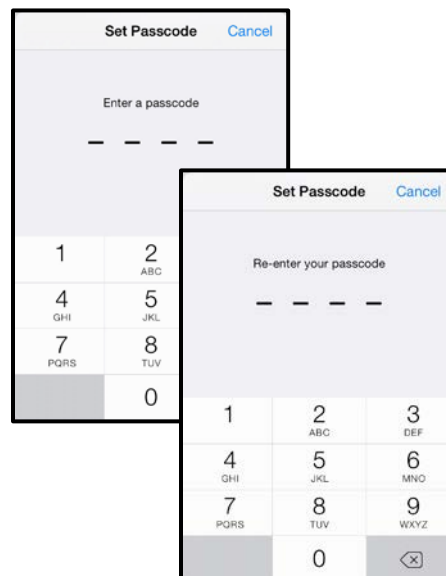 Set Passcode Cancel
Enter a passcode
1 2
ABC
4 5
GHI JKL
7 8
PQRS TUV
0
Set Passcode Cancel
Re-enter your passcode
1 2 3
ABC DEF
4 5 6
GHI JKL MNO
7 8 9
PQRS TUV WXYZ
0